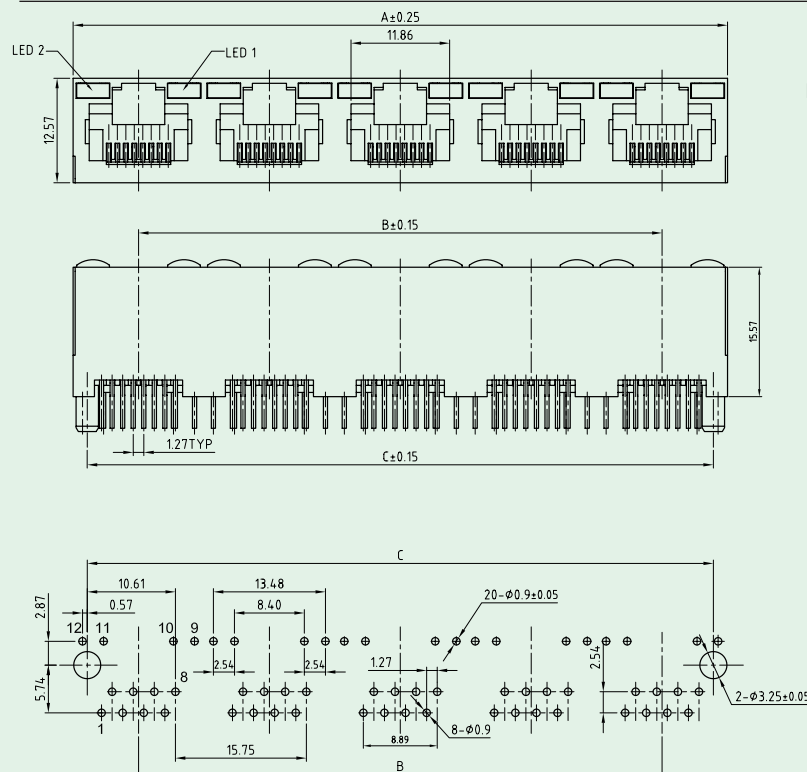 A±0.25
11.86
LED 2
LED 1
12.57
B±0.15
15.57
1.27TYP
C±0.15
C
10.61
13.48
20-Φ0.9±0.05
2.87
0.57
8.40
12 11 10 9
2.54
2.54
1.27
2.54
8
5.74
2-Φ3.25±0.05
1
8-Φ0.9
8.89
15.75
B